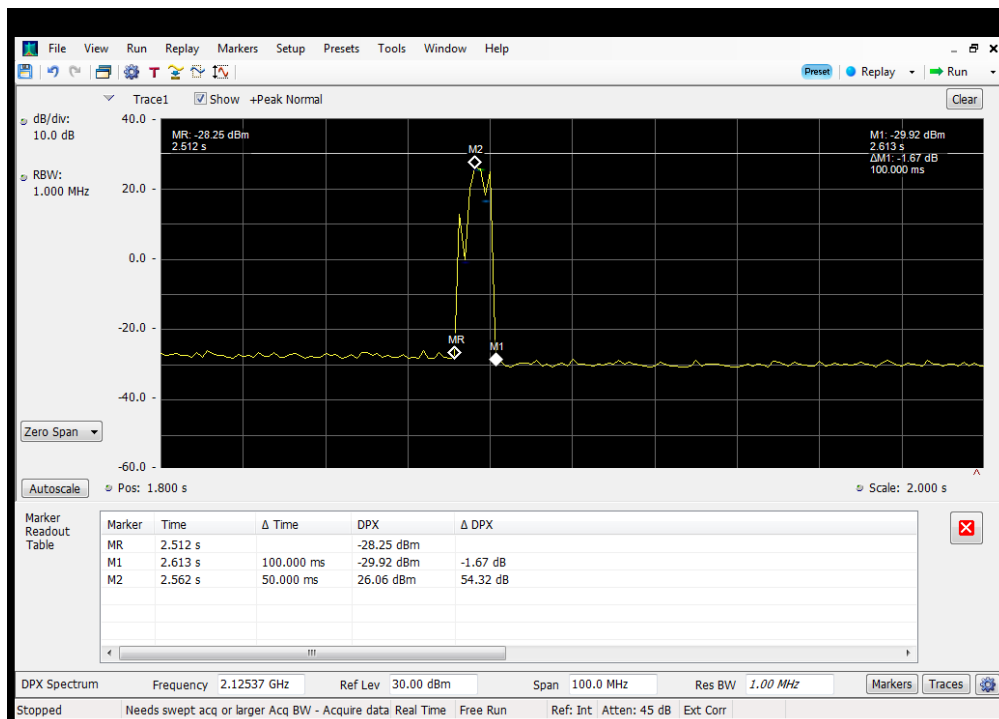 File View Run Replay Markers Setup Presets Tools Window Help
T Preset Replay Run
Trace1 Show +Peak Normal Clear
dB/div:
10.0 dB
RBW:
1.000 MHz
40.0
20.0
0.0
-20.0
-40.0
-60.0
MR: -28.25 dBm
2.512 s
M1: -29.92 dBm
2.613 s
ΔM1: -1.67 dB
100.000 ms
M2
MR
M1
Zero Span
Autoscale Pos: 1.800 s Scale: 2.000 s
Marker
Readout
Table
Marker Time Δ Time DPX Δ DPX
MR 2.512 s -28.25 dBm
M1 2.613 s 100.000 ms -29.92 dBm -1.67 dB
M2 2.562 s 50.000 ms 26.06 dBm 54.32 dB
DPX Spectrum Frequency 2.12537 GHz Ref Lev 30.00 dBm Span 100.0 MHz Res BW 1.00 MHz Markers Traces
Stopped Needs swept acq or larger Acq BW - Acquire data Real Time Free Run Ref: Int Atten: 45 dB Ext Corr